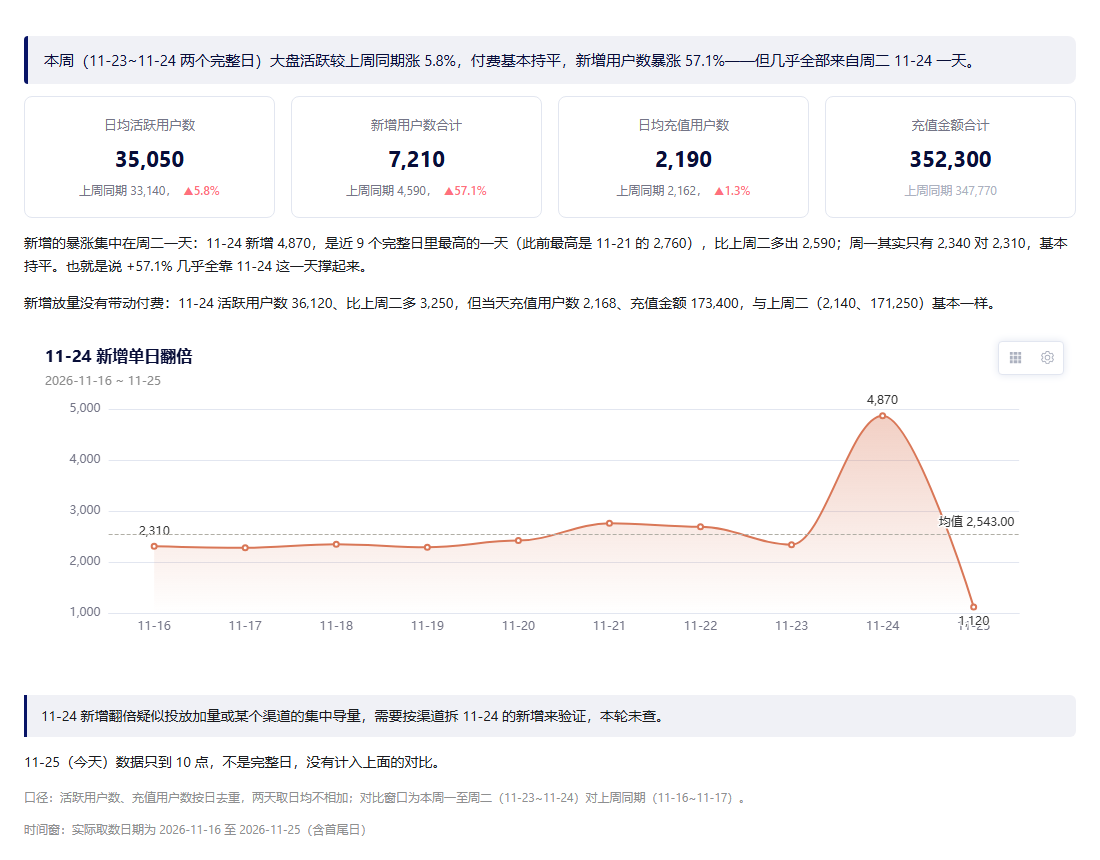 本周（11-23~11-24 两个完整日）大盘活跃较上周同期涨 5.8%，付费基本持平，新增用户数暴涨 57.1%——但几乎全部来自周二 11-24 一天。
日均活跃用户数
35,050
上周同期 33,140， ▲5.8%
新增用户数合计
7,210
上周同期 4,590， ▲57.1%
日均充值用户数
2,190
上周同期 2,162， ▲1.3%
充值金额合计
352,300
上周同期 347,770
新增的暴涨集中在周二一天：11-24 新增 4,870，是近 9 个完整日里最高的一天（此前最高是 11-21 的 2,760），比上周二多出 2,590；周一其实只有 2,340 对 2,310，基本
持平。也就是说 +57.1% 几乎全靠 11-24 这一天撑起来。
新增放量没有带动付费：11-24 活跃用户数 36,120、比上周二多 3,250，但当天充值用户数 2,168、充值金额 173,400，与上周二（2,140、171,250）基本一样。
11-24 新增单日翻倍
2026-11-16 ~ 11-25
5,000
4,000
3,000
2,000
1,000
2,310
4,870
均值 2,543.00
1,120
11-16 11-17 11-18 11-19 11-20 11-21 11-22 11-23 11-24 11-25
11-24 新增翻倍疑似投放加量或某个渠道的集中导量，需要按渠道拆 11-24 的新增来验证，本轮未查。
11-25（今天）数据只到 10 点，不是完整日，没有计入上面的对比。
口径：活跃用户数、充值用户数按日去重，两天取日均不相加；对比窗口为本周一至周二（11-23~11-24）对上周同期（11-16~11-17）。
时间窗：实际取数日期为 2026-11-16 至 2026-11-25（含首尾日）